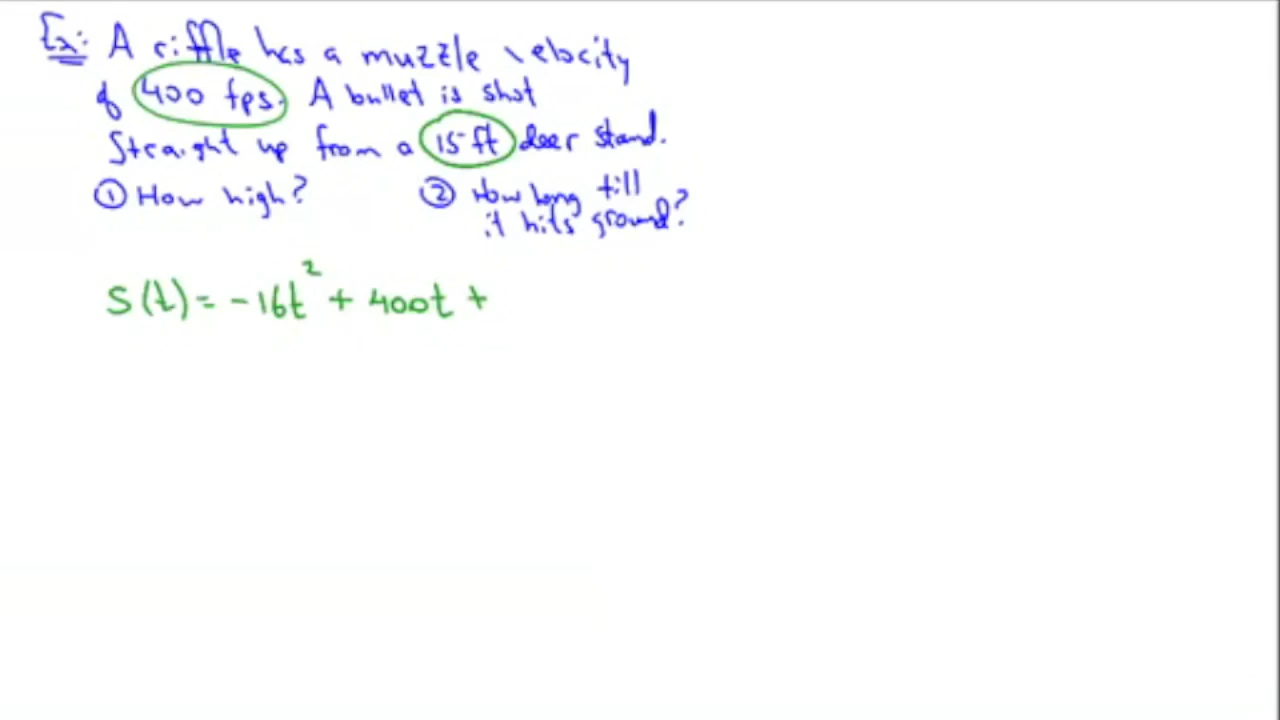 Ex: A riffle has a muzzle velocity
of 400 fps. A bullet is shot
straight up from a 15 ft deer stand.
① How high? ② How long till
it hits ground?
S(t) = -16t² + 400t +